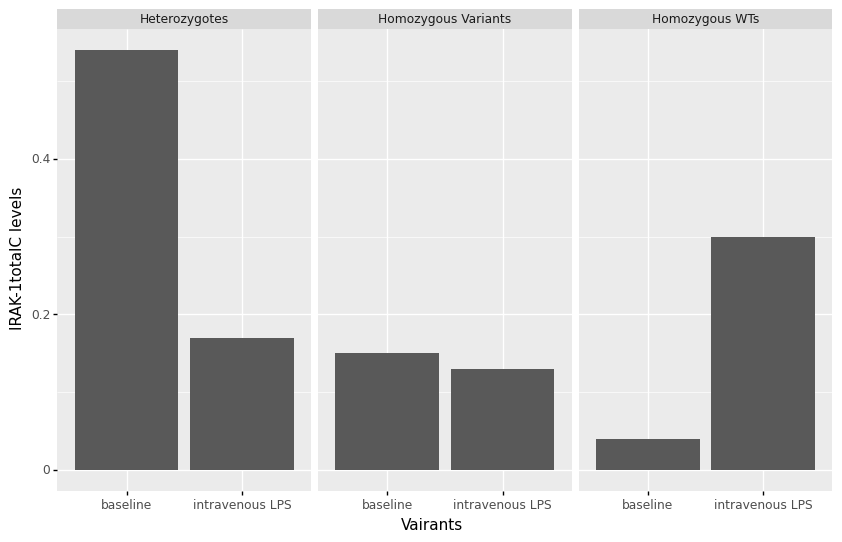 Heterozygotes
Homozygous Variants
Homozygous WTs
IRAK-1totalC levels
0.4
0.2
0
baseline
intravenous LPS
baseline
intravenous LPS
baseline
intravenous LPS
Vairants